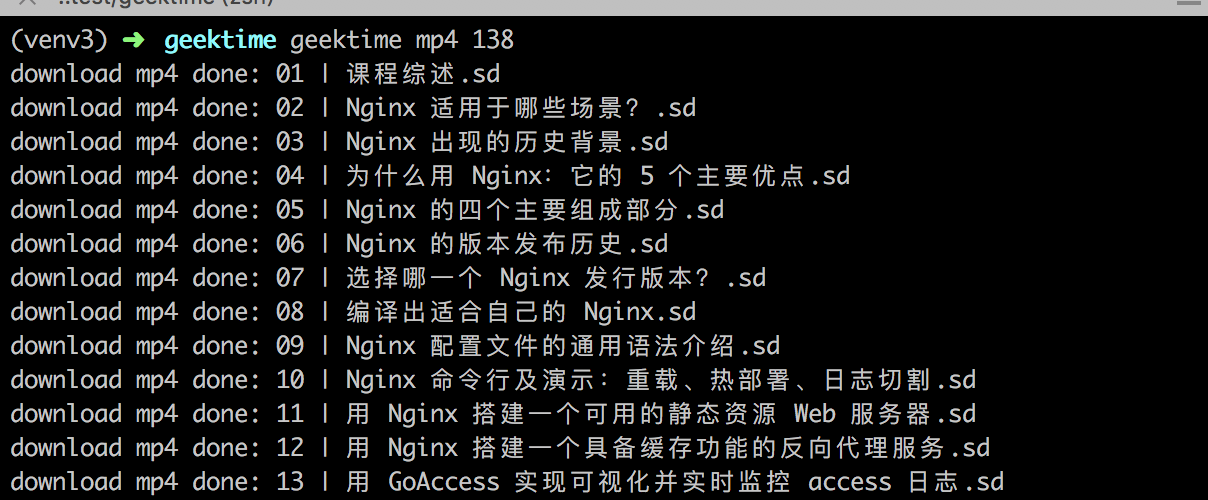 ..test/geektime (zsh)
(venv3) ➜ geektime geektime mp4 138
download mp4 done: 01 | 课程综述.sd
download mp4 done: 02 | Nginx 适用于哪些场景？.sd
download mp4 done: 03 | Nginx 出现的历史背景.sd
download mp4 done: 04 | 为什么用 Nginx：它的 5 个主要优点.sd
download mp4 done: 05 | Nginx 的四个主要组成部分.sd
download mp4 done: 06 | Nginx 的版本发布历史.sd
download mp4 done: 07 | 选择哪一个 Nginx 发行版本？.sd
download mp4 done: 08 | 编译出适合自己的 Nginx.sd
download mp4 done: 09 | Nginx 配置文件的通用语法介绍.sd
download mp4 done: 10 | Nginx 命令行及演示：重载、热部署、日志切割.sd
download mp4 done: 11 | 用 Nginx 搭建一个可用的静态资源 Web 服务器.sd
download mp4 done: 12 | 用 Nginx 搭建一个具备缓存功能的反向代理服务.sd
download mp4 done: 13 | 用 GoAccess 实现可视化并实时监控 access 日志.sd